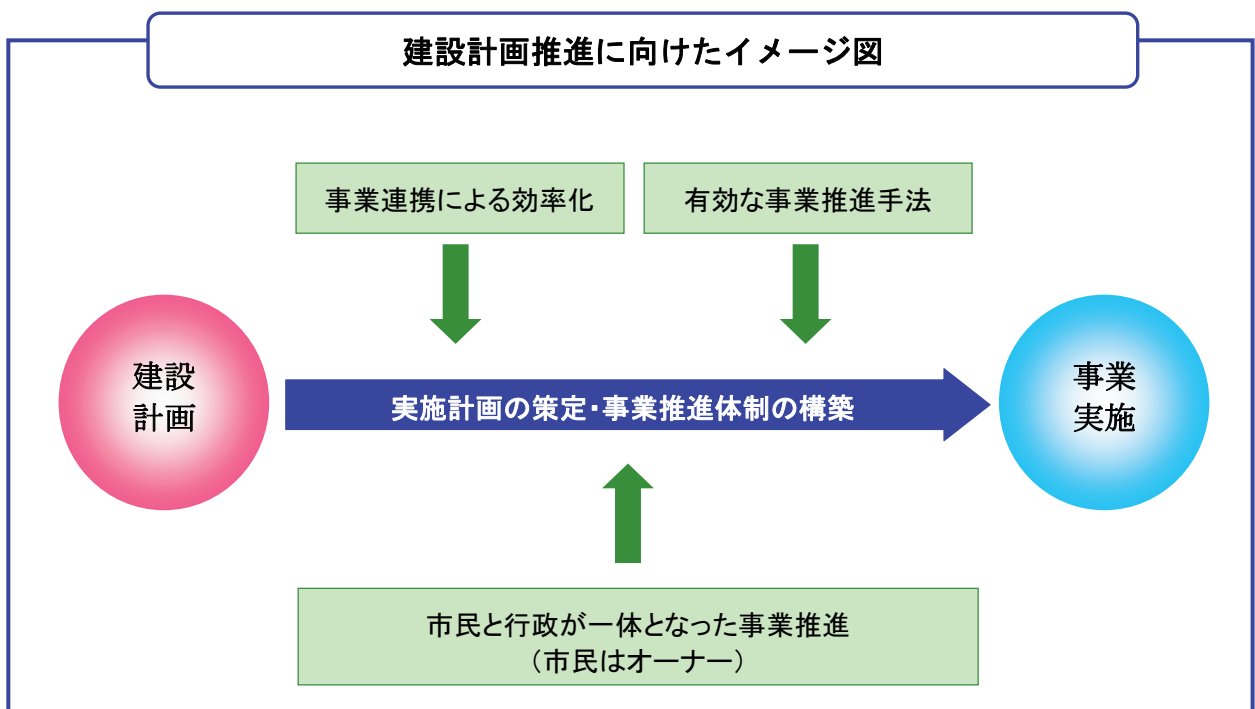 建設計画推進に向けたイメージ図
事業連携による効率化
有効な事業推進手法
建設
計画
実施計画の策定・事業推進体制の構築
事業
実施
市民と行政が一体となった事業推進
（市民はオーナー）